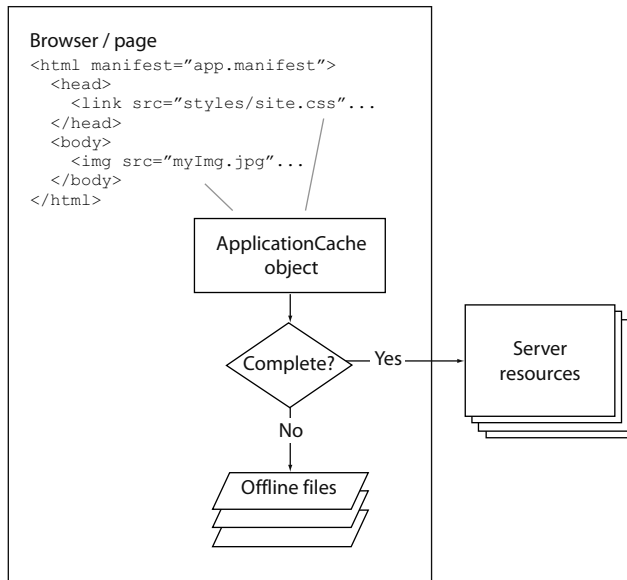 Browser / page
<html manifest=”app.manifest”>
<head>
<link src=”styles/site.css”...
</head>
<body>
<img src=”myImg.jpg”...
</body>
</html>
ApplicationCache
object
Complete?
Yes
Server
resources
No
Offline files